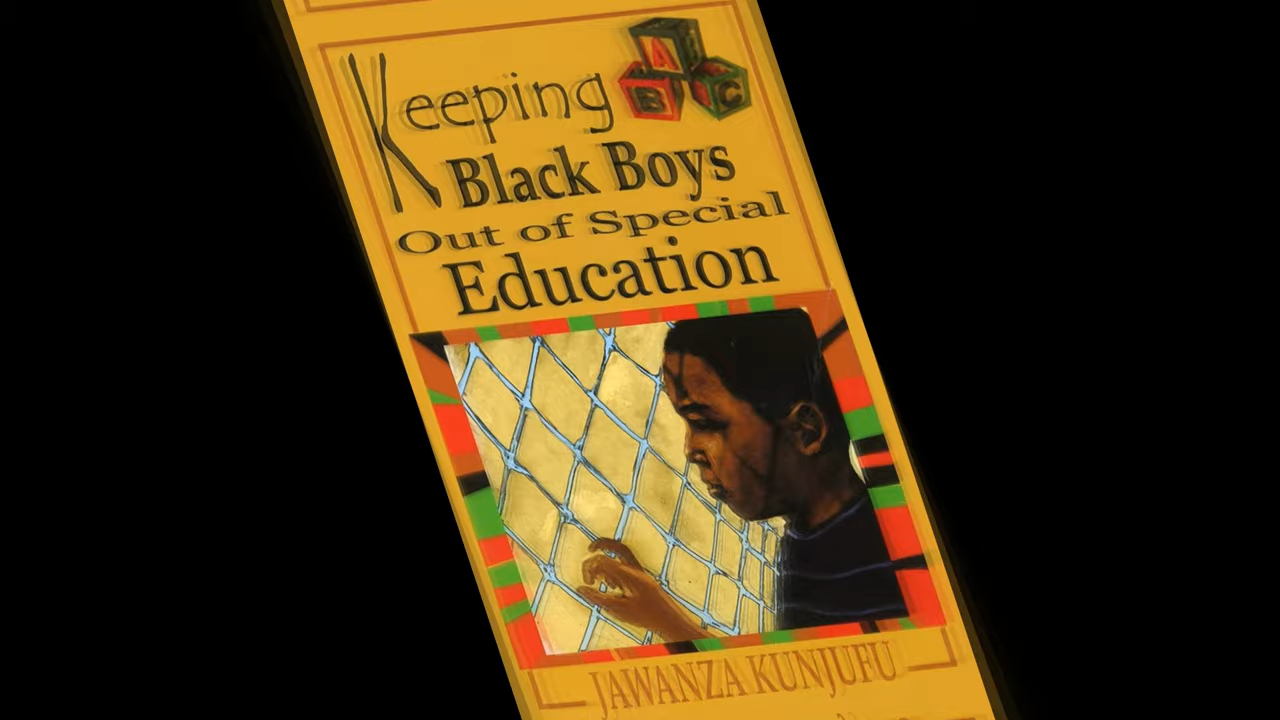 A
B C
Keeping
Black Boys
Out of Special
Education
JAWANZA KUNJUFU